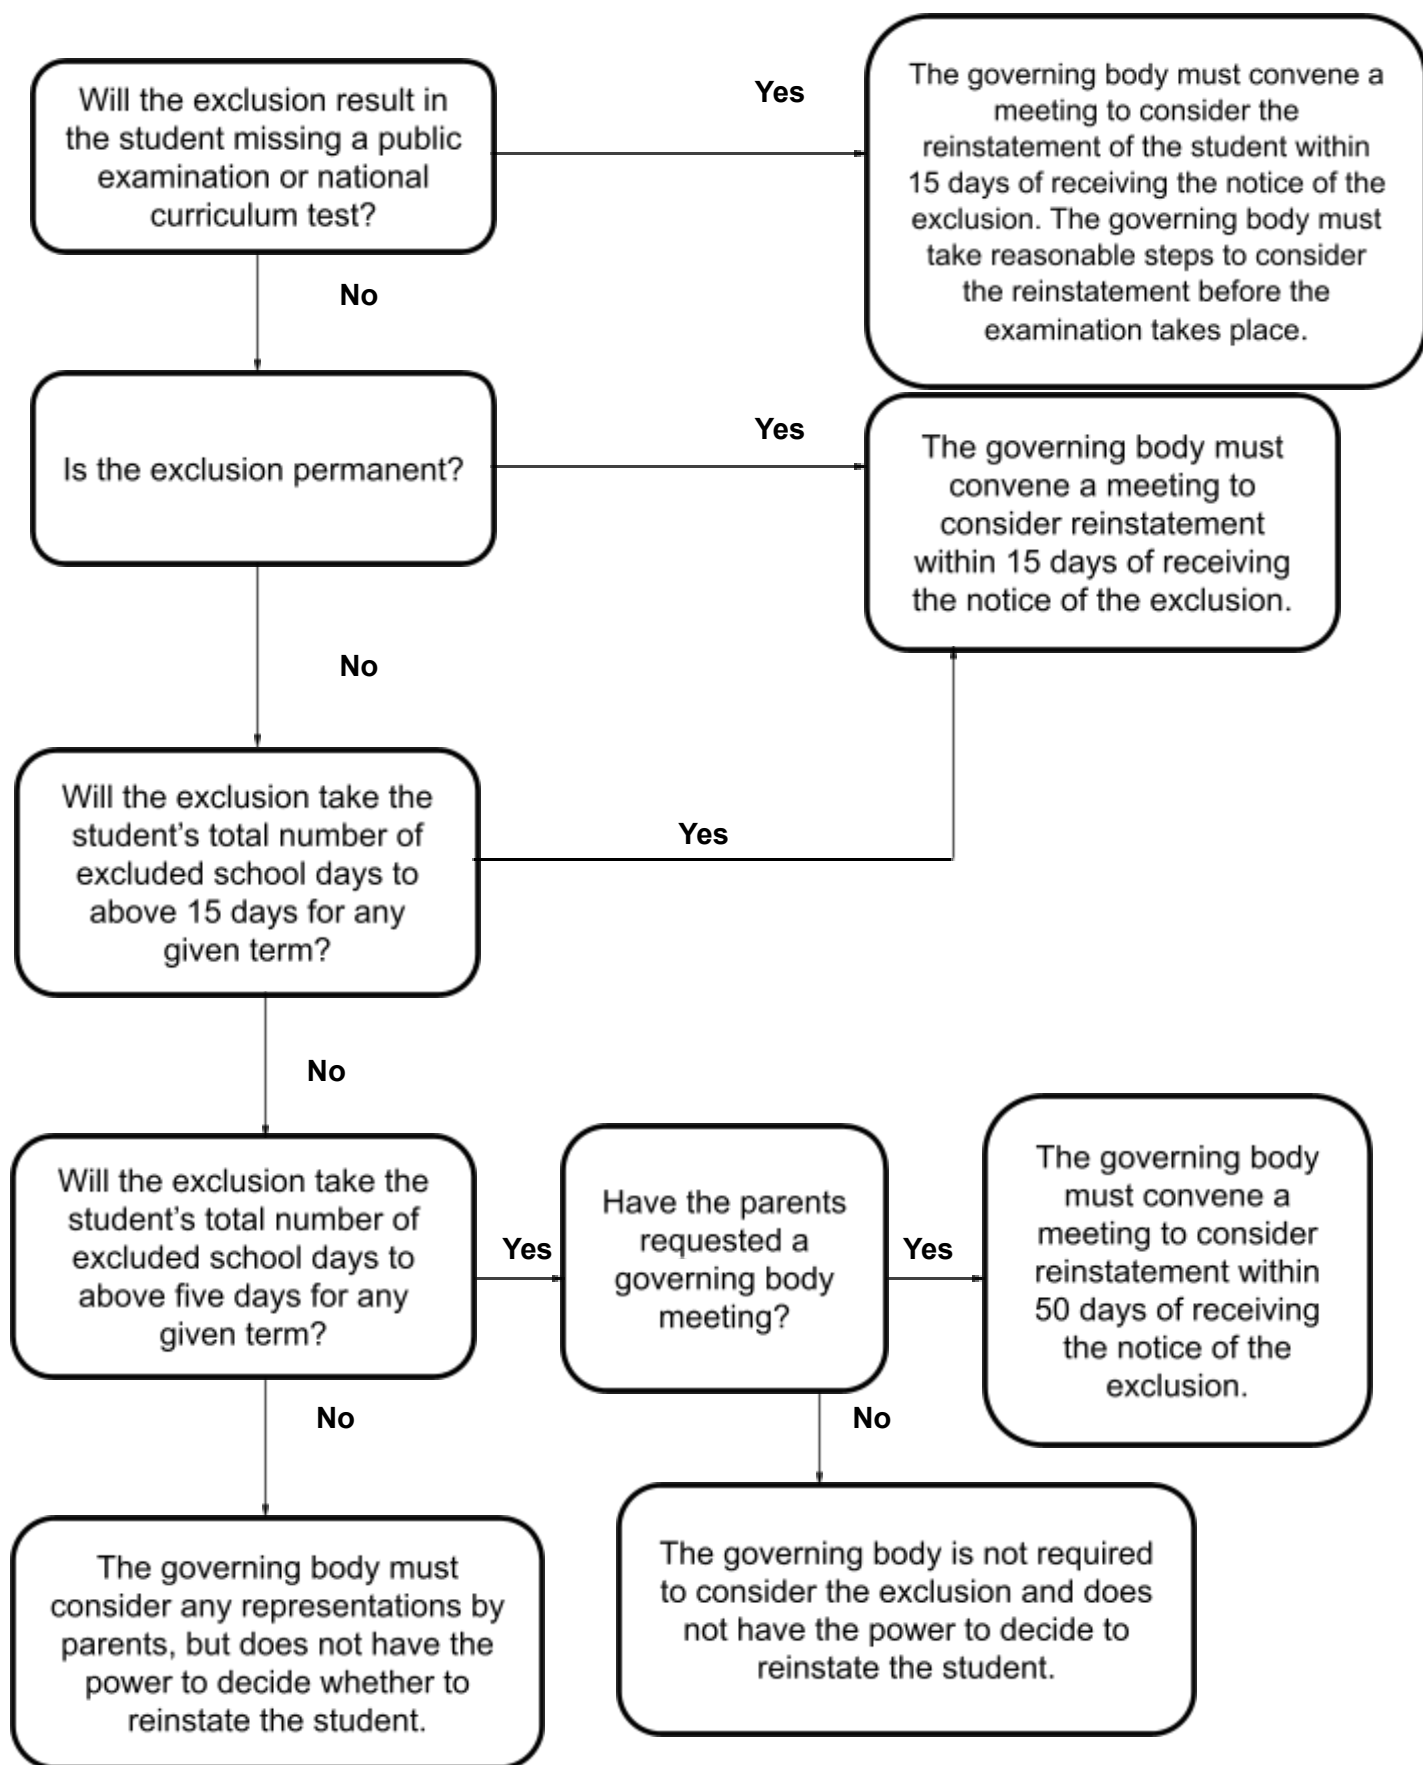 Will the exclusion result in
the student missing a public
examination or national
curriculum test?
Yes
The governing body must convene a
meeting to consider the
reinstatement of the student within
15 days of receiving the notice of the
exclusion. The governing body must
take reasonable steps to consider
the reinstatement before the
examination takes place.
No
Is the exclusion permanent?
Yes
The governing body must
convene a meeting to
consider reinstatement
within 15 days of receiving
the notice of the exclusion.
No
Will the exclusion take the
student’s total number of
excluded school days to
above 15 days for any
given term?
Yes
No
Will the exclusion take the
student’s total number of
excluded school days to
above five days for any
given term?
Yes
Have the parents
requested a
governing body
meeting?
Yes
The governing body
must convene a
meeting to consider
reinstatement within
50 days of receiving
the notice of the
exclusion.
No
The governing body must
consider any representations by
parents, but does not have the
power to decide whether to
reinstate the student.
No
The governing body is not required
to consider the exclusion and does
not have the power to decide to
reinstate the student.